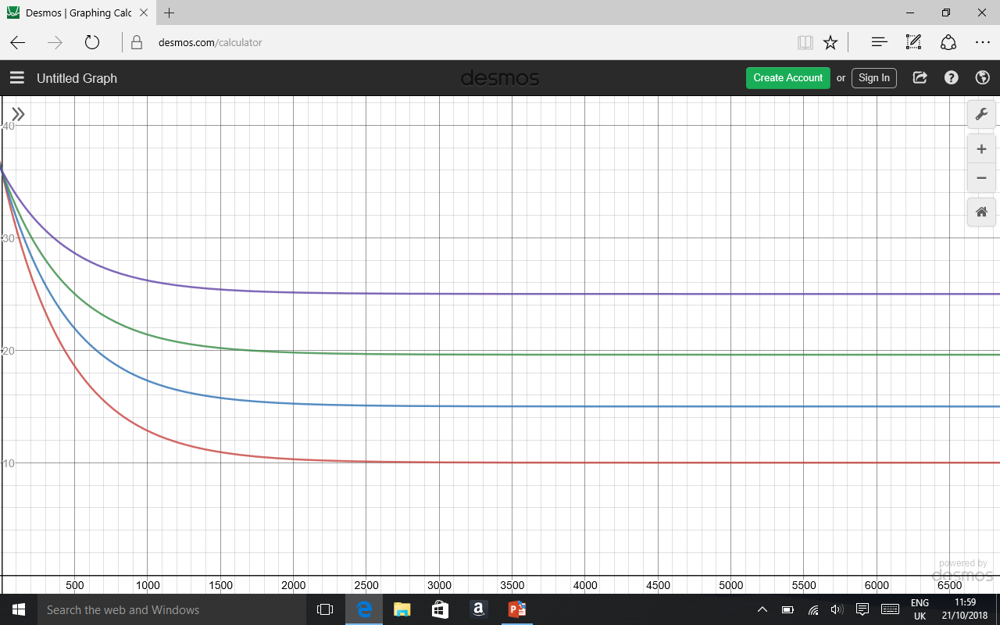 Desmos | Graphing Calc
desmos.com/calculator
Untitled Graph
desmos
Create Account or Sign In
40
30
20
10
powered by
desmos
500 1000 1500 2000 2500 3000 3500 4000 4500 5000 5500 6000 6500
Search the web and Windows
ENG
UK
11:59
21/10/2018